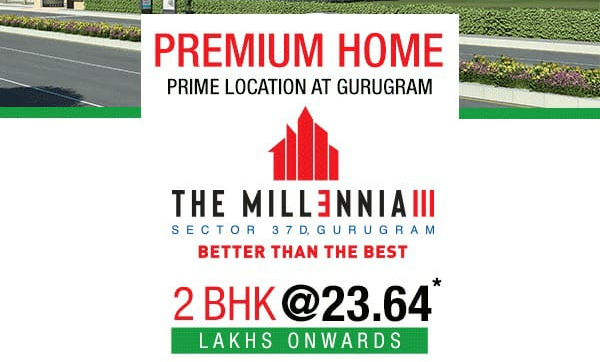 PREMIUM HOME
PRIME LOCATION AT GURUGRAM
THE MILLENNIA III
SECTOR 37D, GURUGRAM
BETTER THAN THE BEST
2 BHK @23.64*
LAKHS ONWARDS